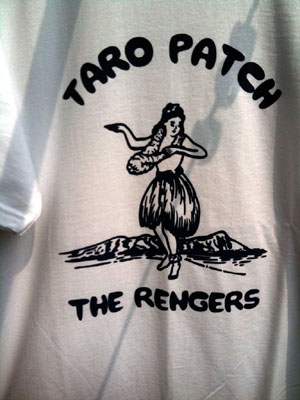 TARO PATCH
THE RENGERS